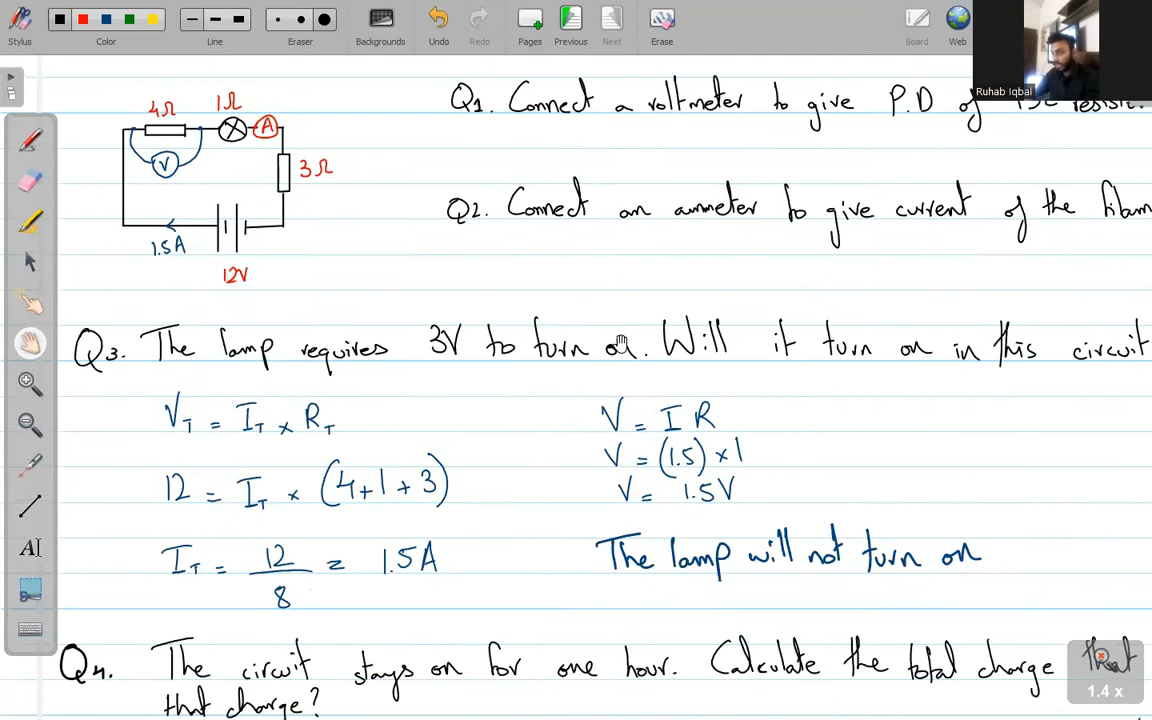 Stylus
Color
Line
Eraser
Backgrounds
Undo
Redo
Pages
Previous
Next
Erase
Board
Web
Ruhab Iqbal
4Ω
1Ω
A
V
3Ω
1.5A
12V
Q1. Connect a voltmeter to give P.D of
Q2. Connect an ammeter to give current of the filam
Q3. The lamp requires 3V to turn on. Will it turn on in this circuit
V_T = I_T × R_T
12 = I_T × (4+1+3)
I_T = 12/8 = 1.5A
V = I R
V = (1.5) × 1
V = 1.5V
The lamp will not turn on
Q4. The circuit stays on for one hour. Calculate the total charge that
that charge?
A
1.4 x